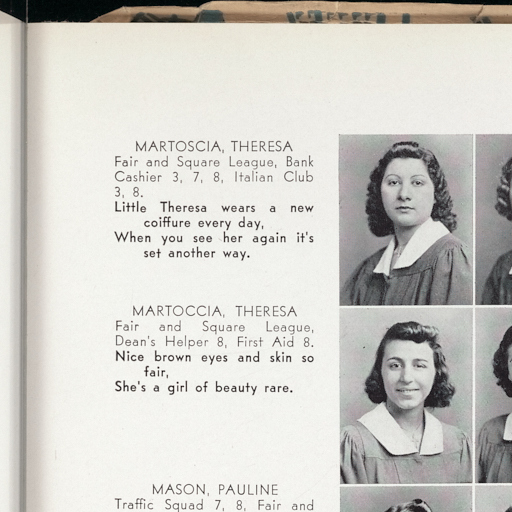 MARTOSCIA, THERESA
Fair and Square League, Bank
Cashier 3, 7, 8, Italian Club
3, 8.
Little Theresa wears a new
coiffure every day,
When you see her again it's
set another way.
MARTOCCIA, THERESA
Fair and Square League,
Dean's Helper 8, First Aid 8.
Nice brown eyes and skin so
fair,
She's a girl of beauty rare.
MASON, PAULINE
Traffic Squad 7, 8, Fair and